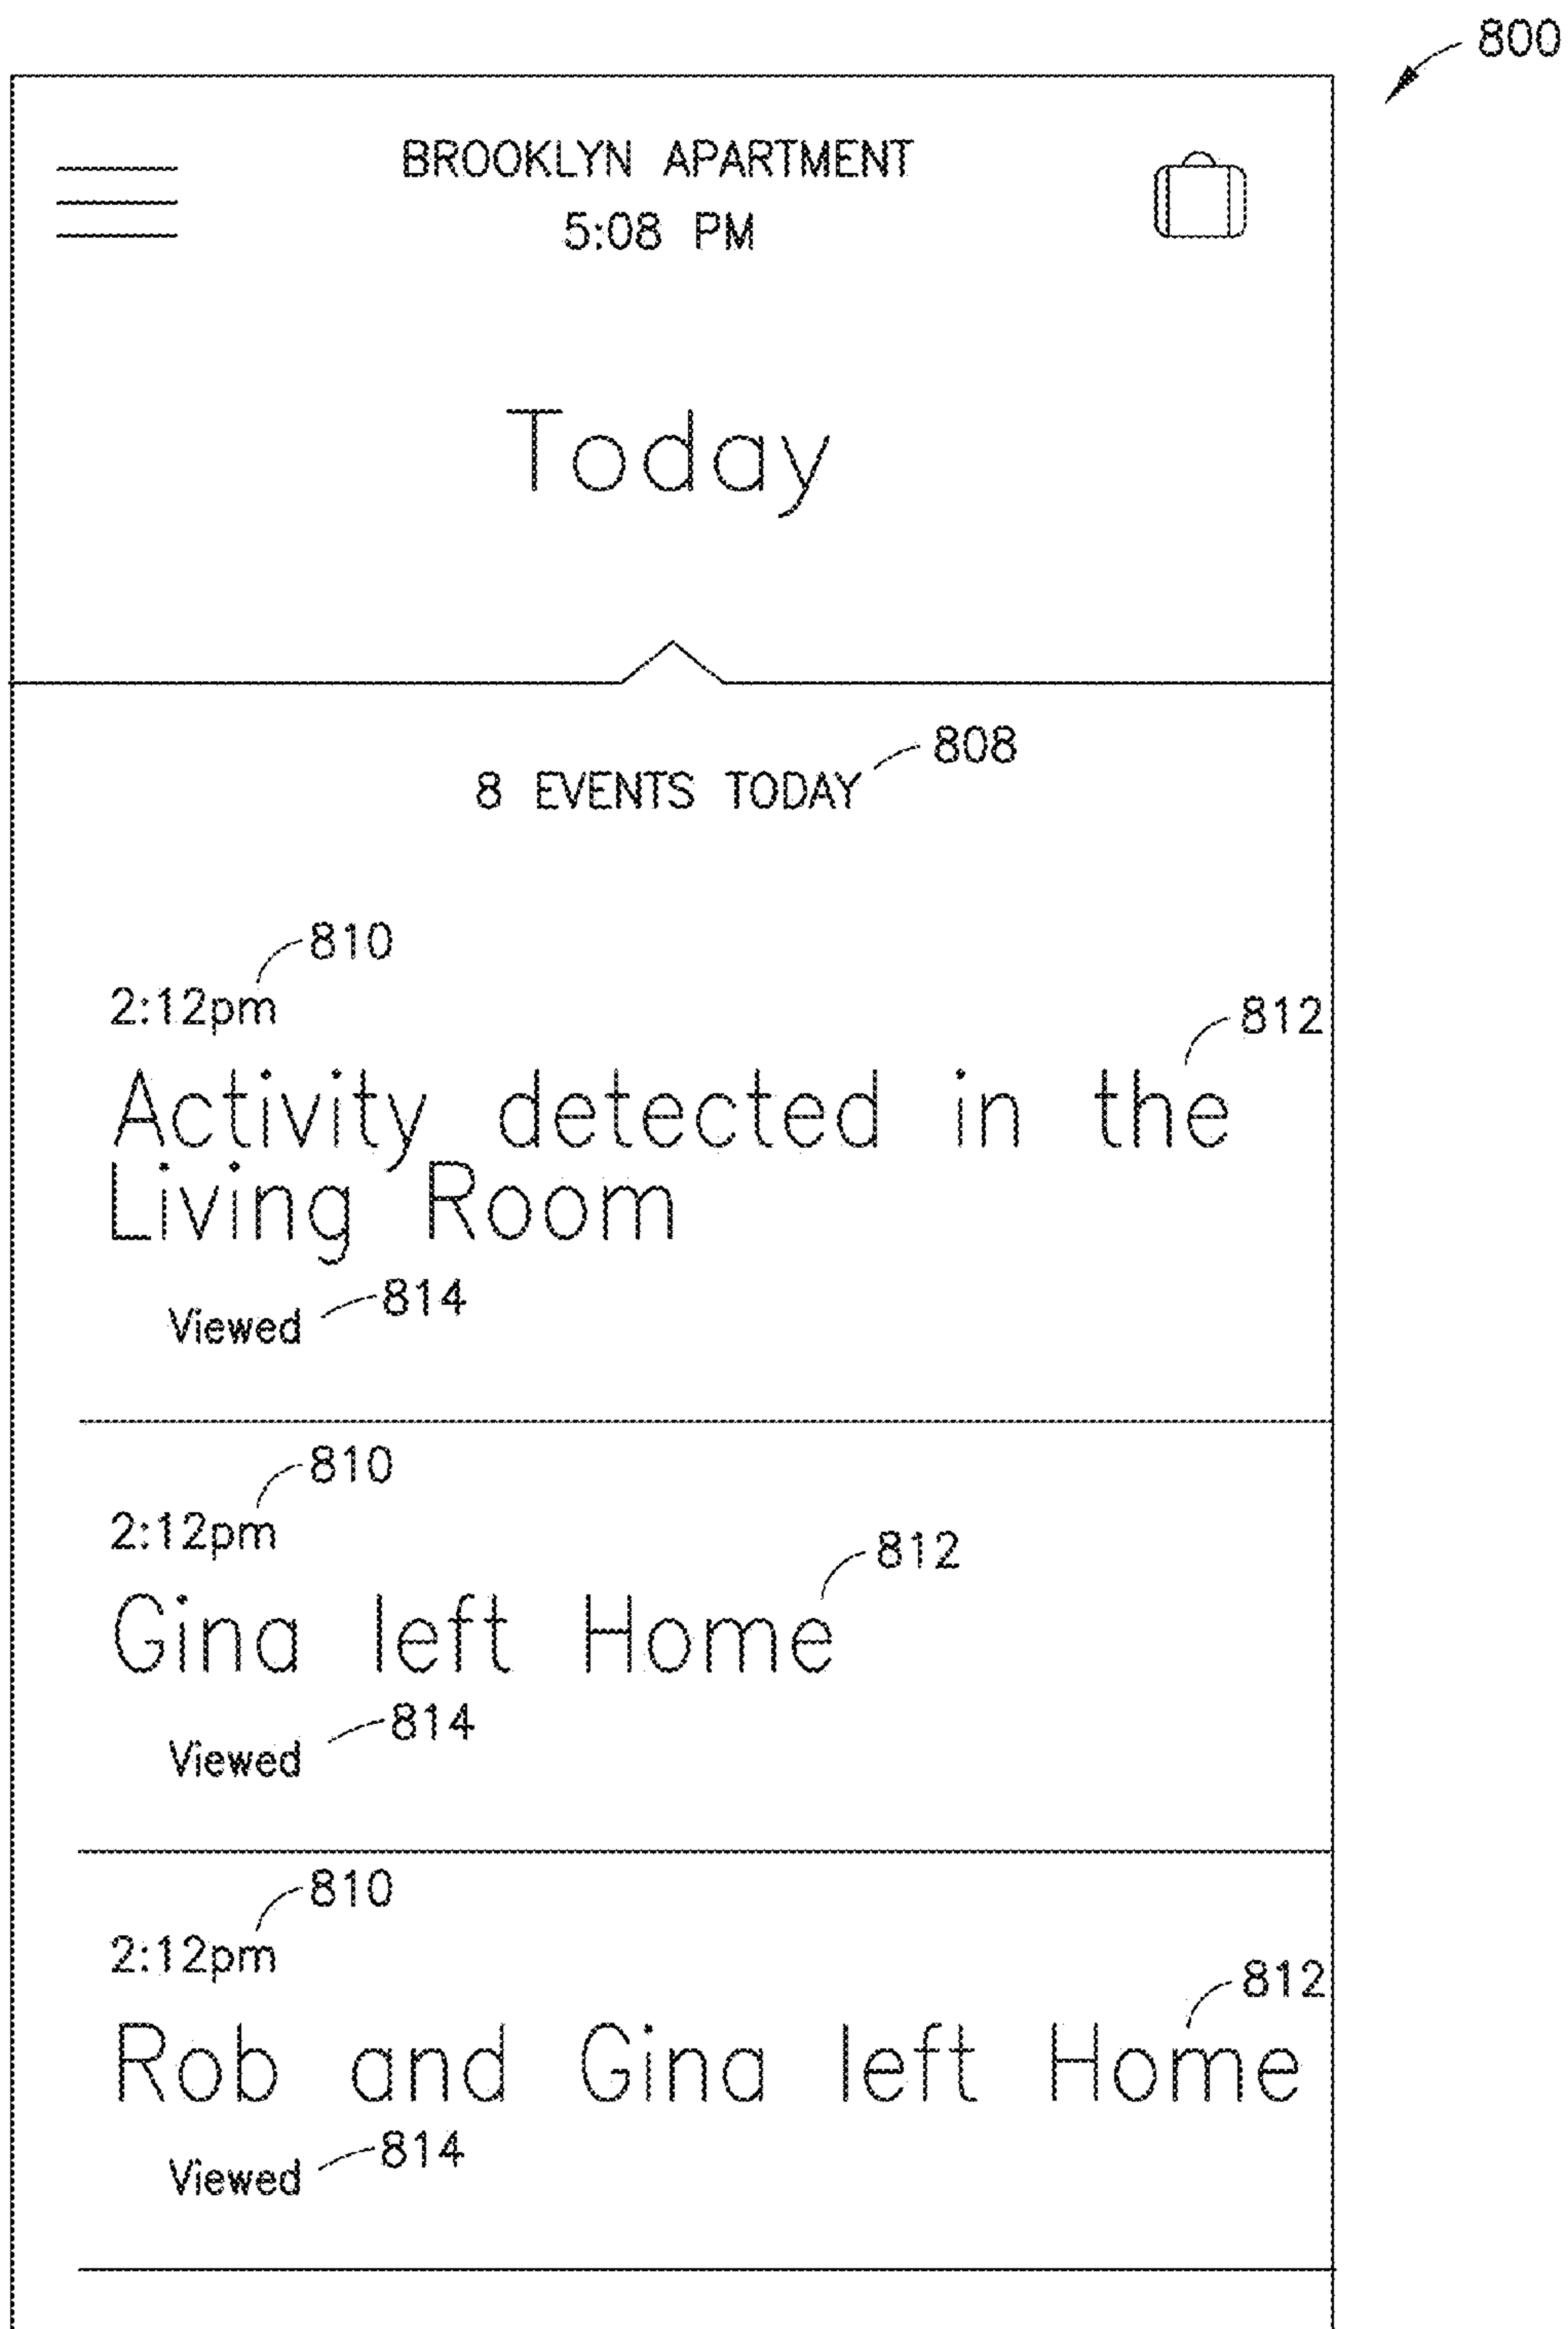 800
BROOKLYN APARTMENT
5:08 PM
Today
808
8 EVENTS TODAY
810
2:12pm
812
Activity detected in the
Living Room
814
Viewed
810
2:12pm
812
Gina left Home
814
Viewed
810
2:12pm
812
Rob and Gina left Home
814
Viewed